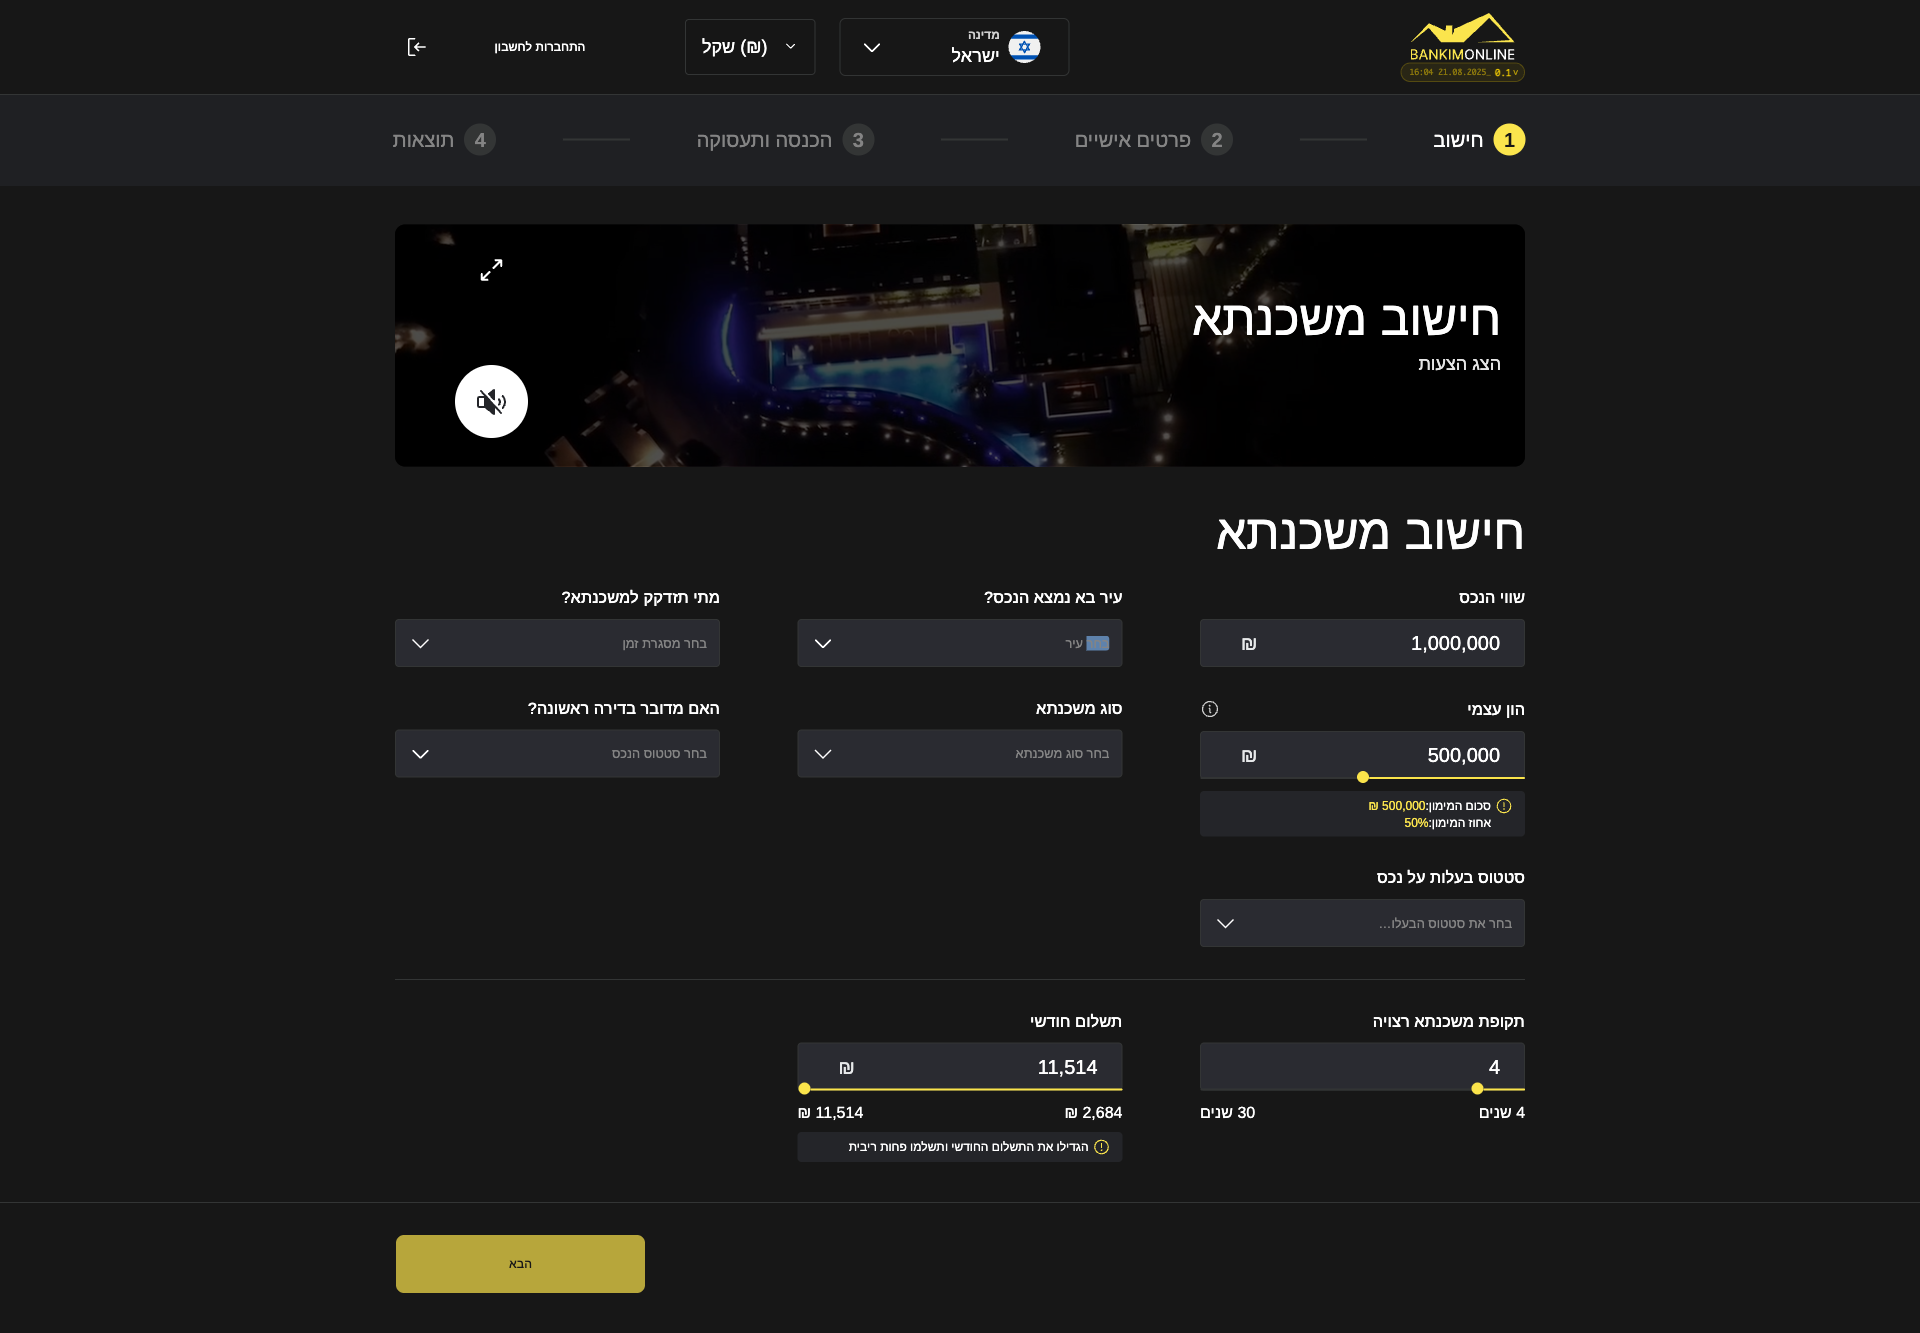 BANKIMONLINE
16:04 21.08.2025_ 0.1 v
מדינה
ישראל
(₪) שקל
התחברות לחשבון
1 חישוב
2 פרטים אישיים
3 הכנסה ותעסוקה
4 תוצאות
חישוב משכנתא
הצג הצעות
חישוב משכנתא
שווי הנכס
1,000,000 ₪
עיר בא נמצא הנכס?
בחר עיר
מתי תזדקק למשכנתא?
בחר מסגרת זמן
הון עצמי
500,000 ₪
סכום המימון:500,000 ₪
אחוז המימון:50%
סוג משכנתא
בחר סוג משכנתא
האם מדובר בדירה ראשונה?
בחר סטטוס הנכס
סטטוס בעלות על נכס
בחר את סטטוס הבעלו...
תקופת משכנתא רצויה
4
4 שנים
30 שנים
תשלום חודשי
11,514 ₪
2,684 ₪
11,514 ₪
הגדילו את התשלום החודשי ותשלמו פחות ריבית
הבא